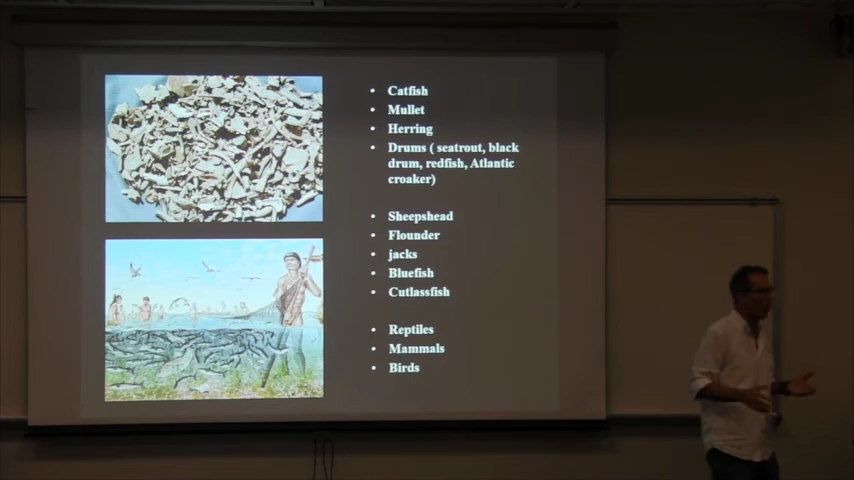 • Catfish
• Mullet
• Herring
• Drums ( seatrout, black
drum, redfish, Atlantic
croaker)
• Sheepshead
• Flounder
• jacks
• Bluefish
• Cutlassfish
• Reptiles
• Mammals
• Birds